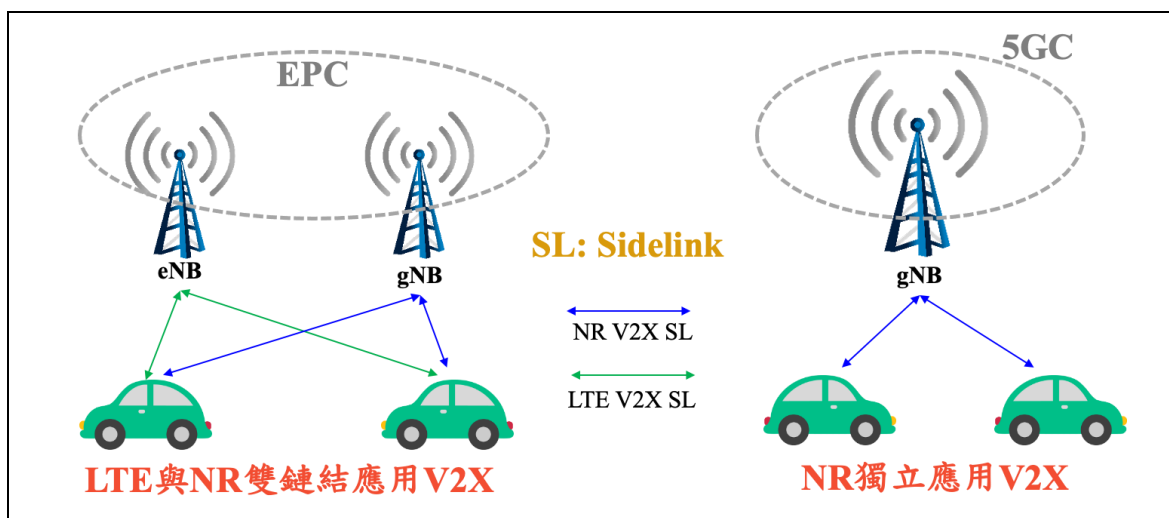 EPC
5GC
eNB
gNB
SL: Sidelink
gNB
NR V2X SL
LTE V2X SL
LTE與NR雙鏈結應用V2X
NR獨立應用V2X